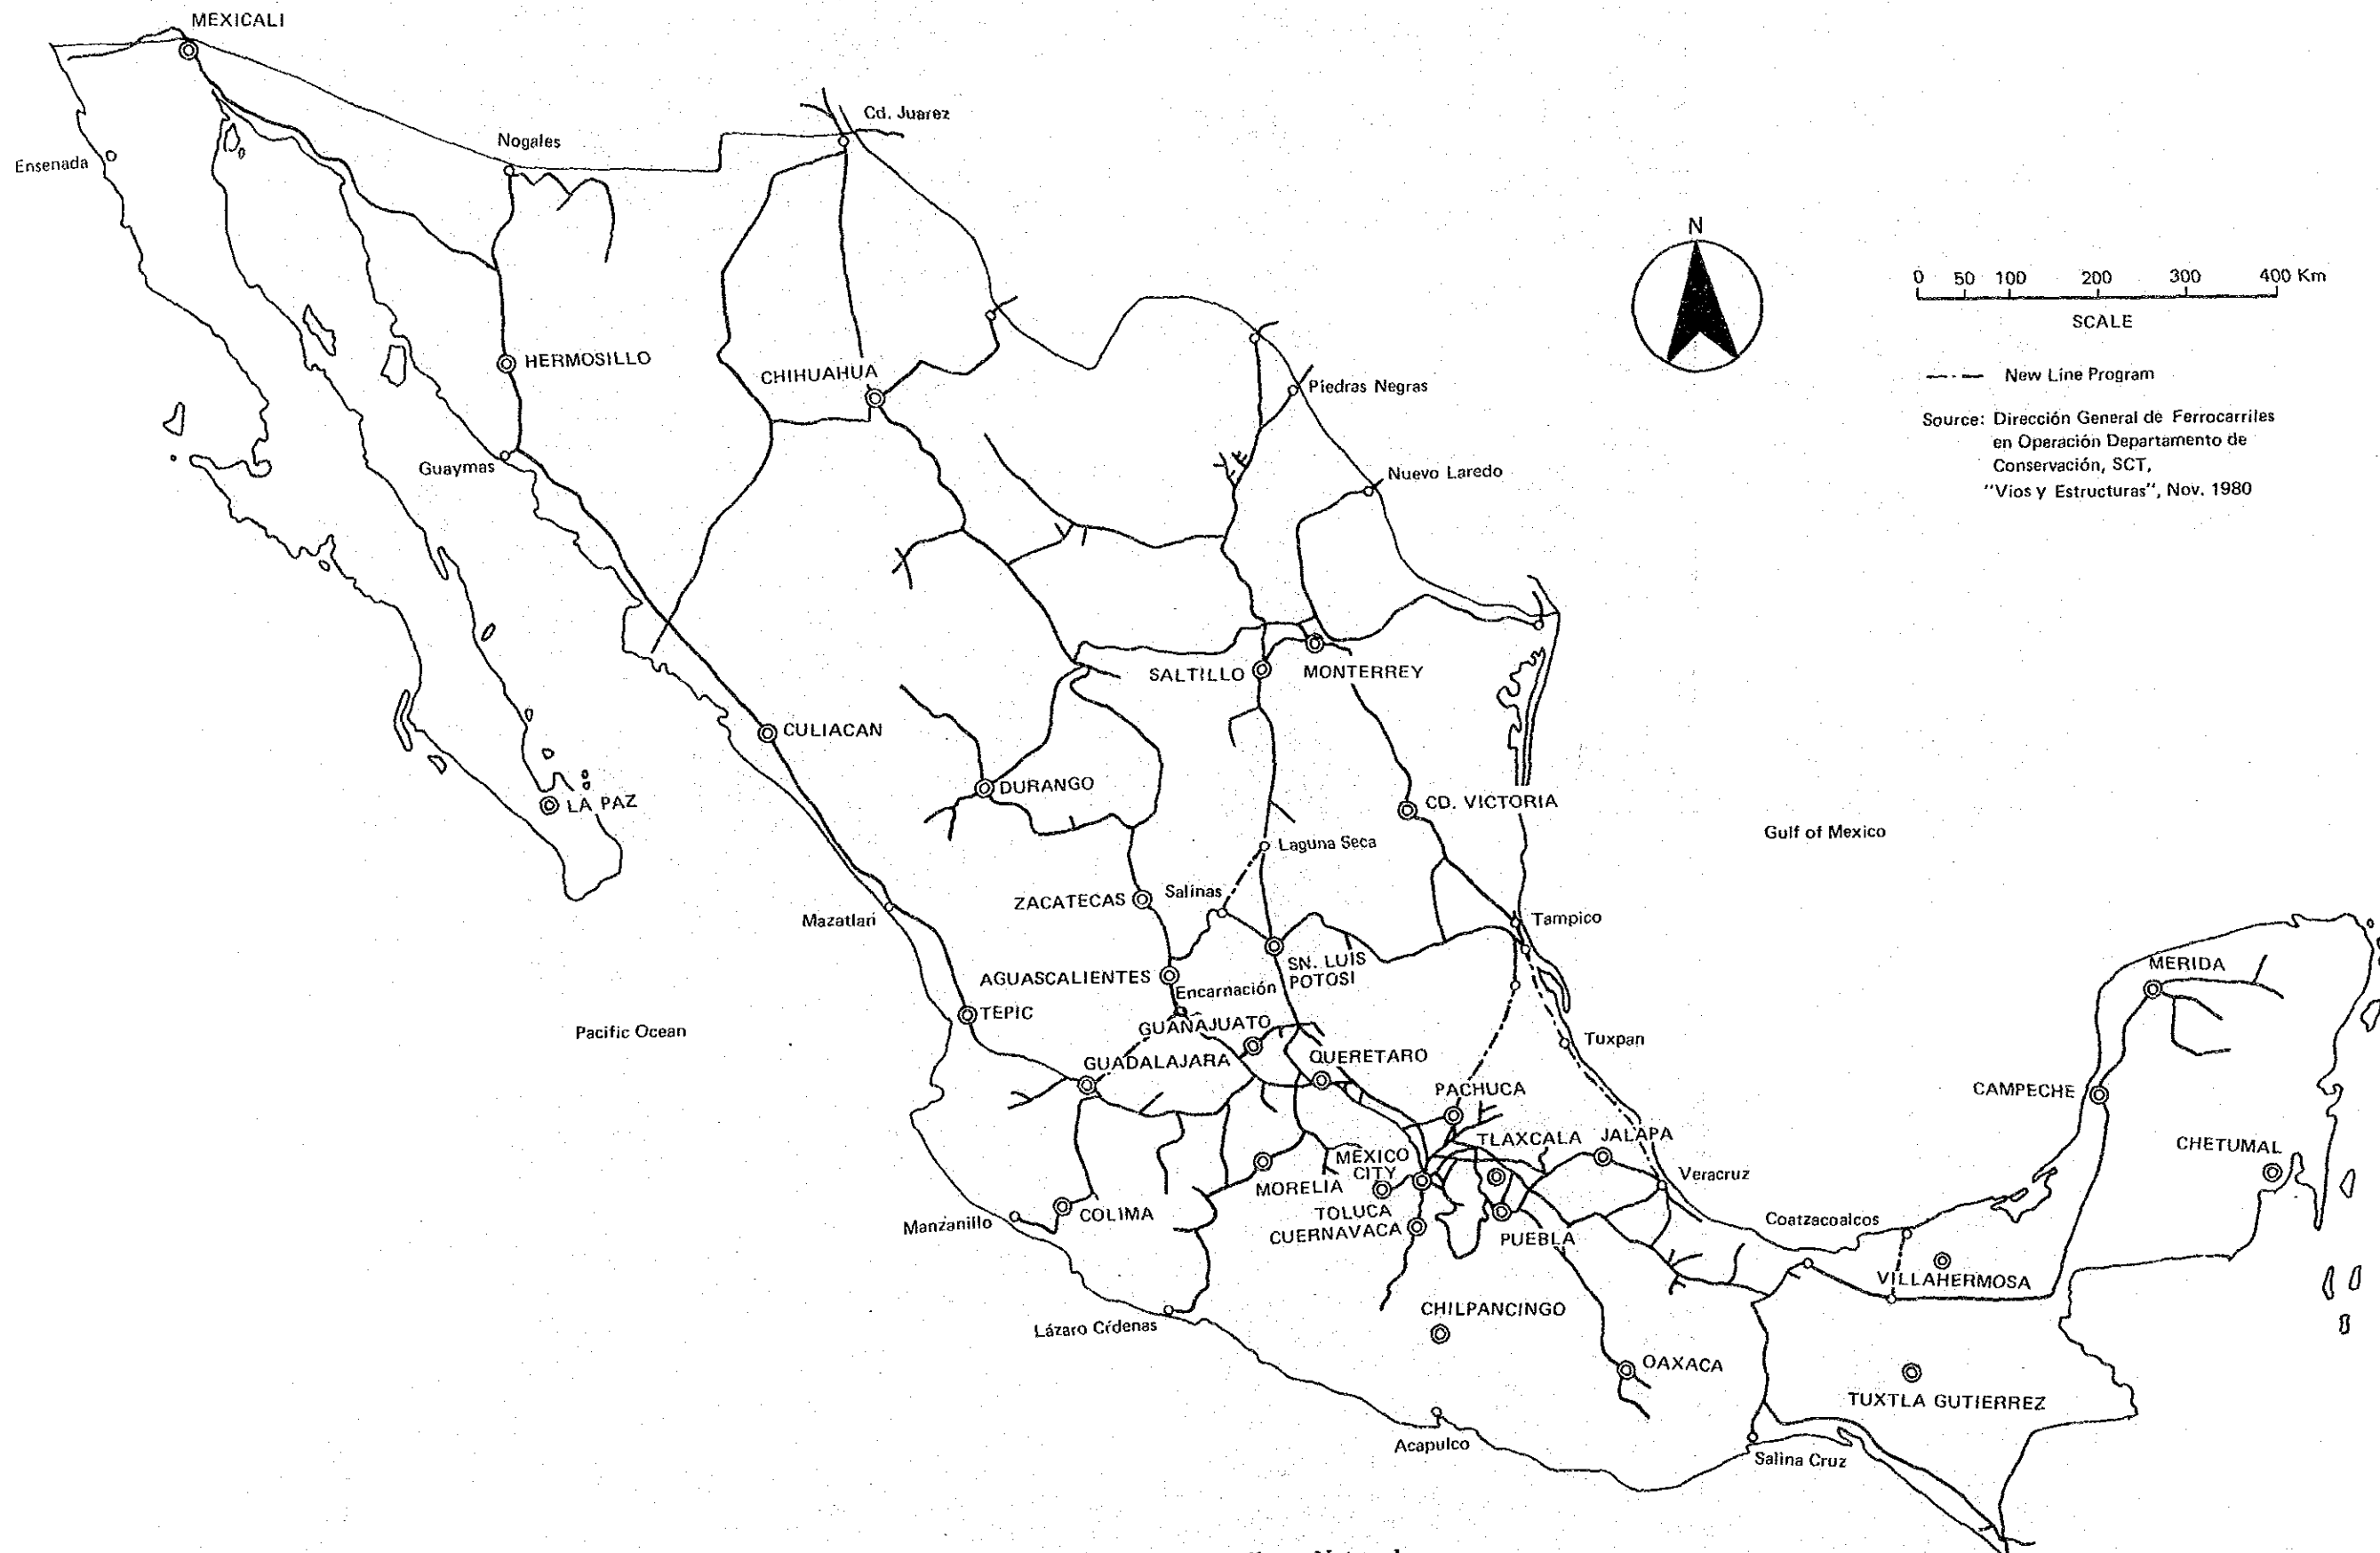 MEXICALI
Cd. Juarez
Nogales
Ensenada
N
0 50 100 200 300 400 Km
SCALE
HERMOSILLO
CHIHUAHUA
New Line Program
Piedras Negras
Source: Dirección General de Ferrocarriles
en Operación Departamento de
Conservación, SCT,
"Vios y Estructuras", Nov. 1980
Guaymas
Nuevo Laredo
SALTILLO
MONTERREY
CULIACAN
DURANGO
LA PAZ
CD. VICTORIA
Gulf of Mexico
Laguna Seca
ZACATECAS
Salinas
Mazatlan
Tampico
SN. LUIS
POTOSI
AGUASCALIENTES
Encarnación
MERIDA
TEPIC
Pacific Ocean
GUANAJUATO
Tuxpan
GUADALAJARA
QUERETARO
PACHUCA
CAMPECHE
TLAXCALA
JALAPA
CHETUMAL
MEXICO
CITY
Veracruz
MORELIA
TOLUCA
Manzanillo
COLIMA
CUERNAVACA
PUEBLA
Coatzacoalcos
VILLAHERMOSA
CHILPANCINGO
Lázaro Cŕdenas
OAXACA
TUXTLA GUTIERREZ
Acapulco
Salina Cruz